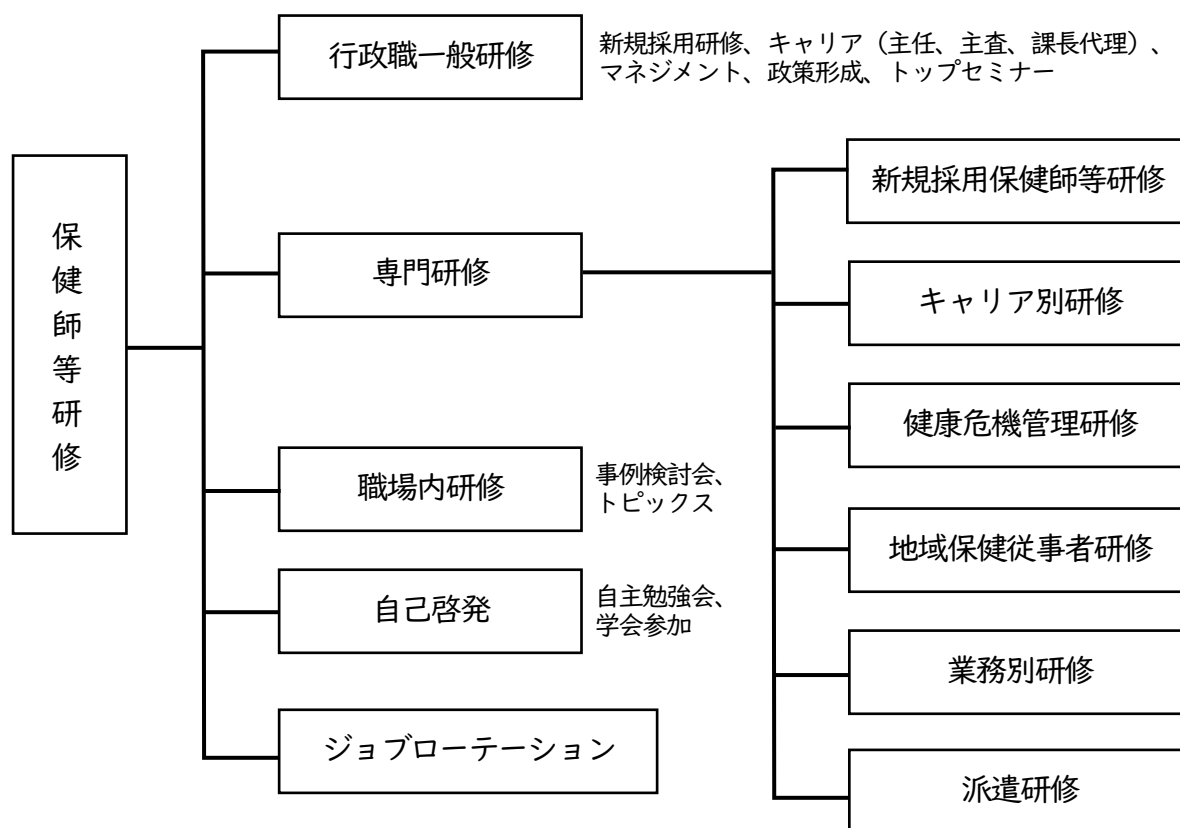 保健師等研修
行政職一般研修
新規採用研修、キャリア（主任、主査、課長代理）、
マネジメント、政策形成、トップセミナー
専門研修
新規採用保健師等研修
キャリア別研修
健康危機管理研修
地域保健従事者研修
業務別研修
派遣研修
職場内研修
事例検討会、
トピックス
自己啓発
自主勉強会、
学会参加
ジョブローテーション